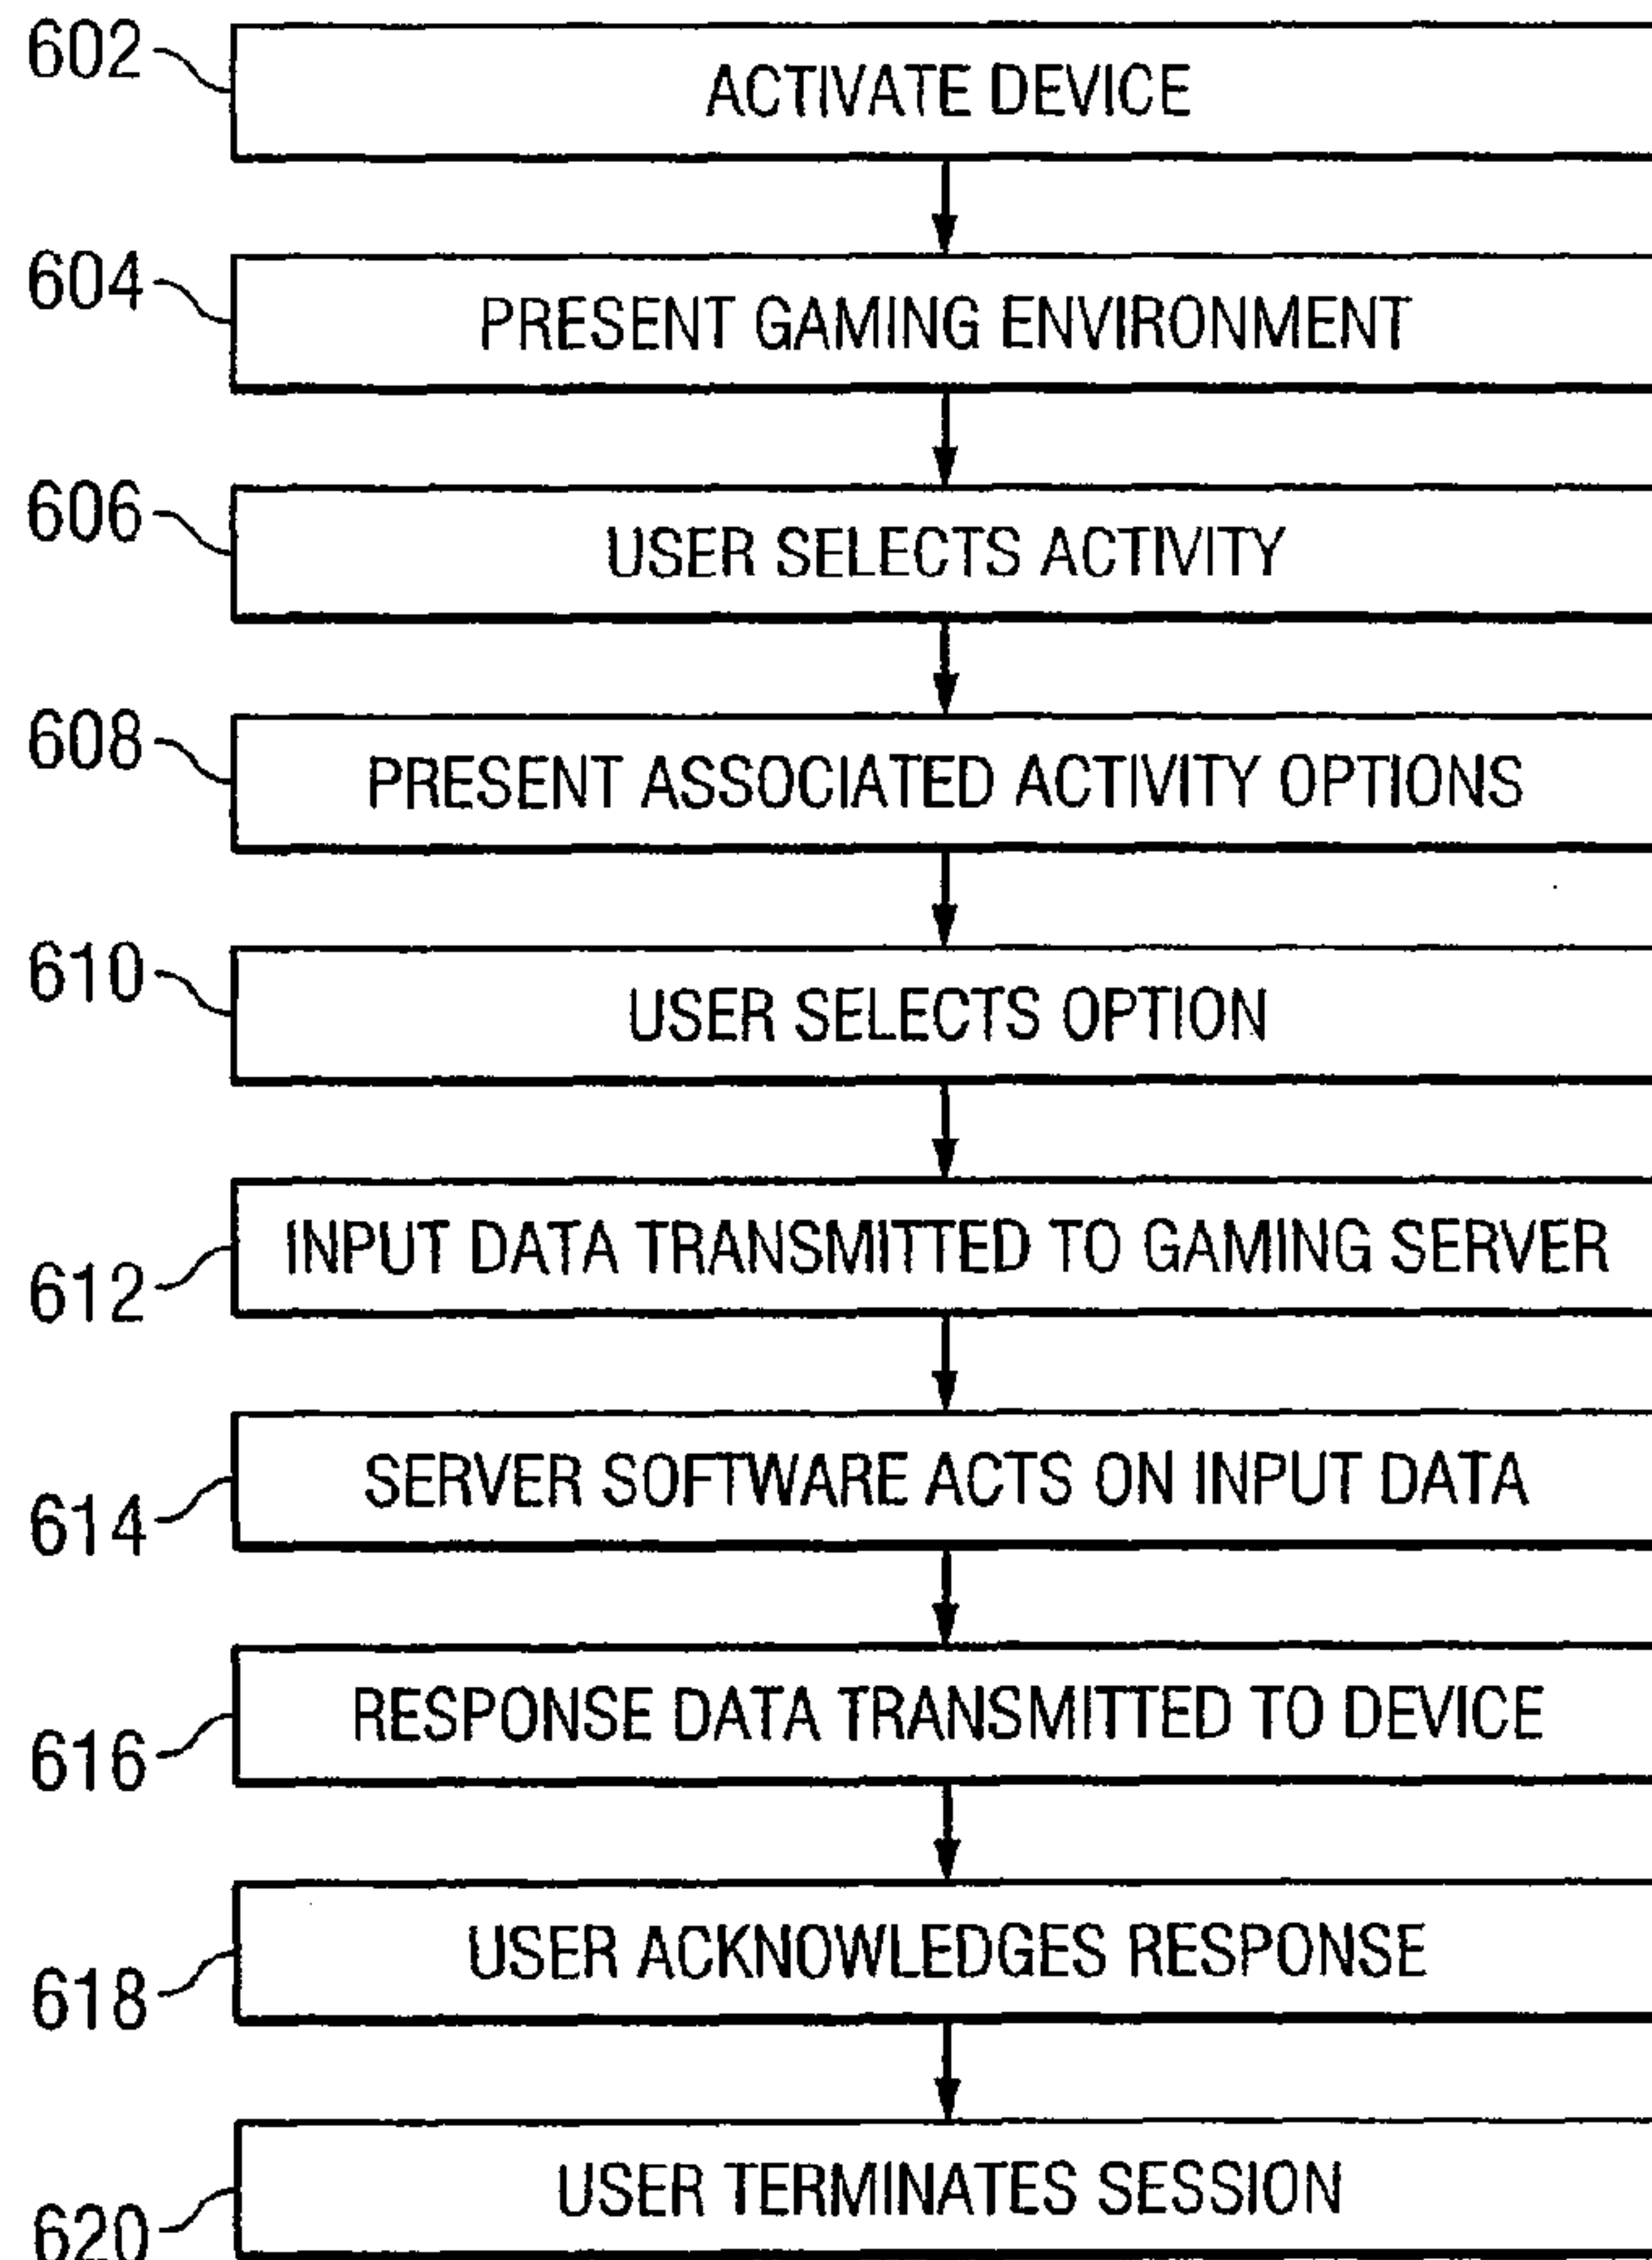 602 ACTIVATE DEVICE
604 PRESENT GAMING ENVIRONMENT
606 USER SELECTS ACTIVITY
608 PRESENT ASSOCIATED ACTIVITY OPTIONS
610 USER SELECTS OPTION
612 INPUT DATA TRANSMITTED TO GAMING SERVER
614 SERVER SOFTWARE ACTS ON INPUT DATA
616 RESPONSE DATA TRANSMITTED TO DEVICE
618 USER ACKNOWLEDGES RESPONSE
620 USER TERMINATES SESSION